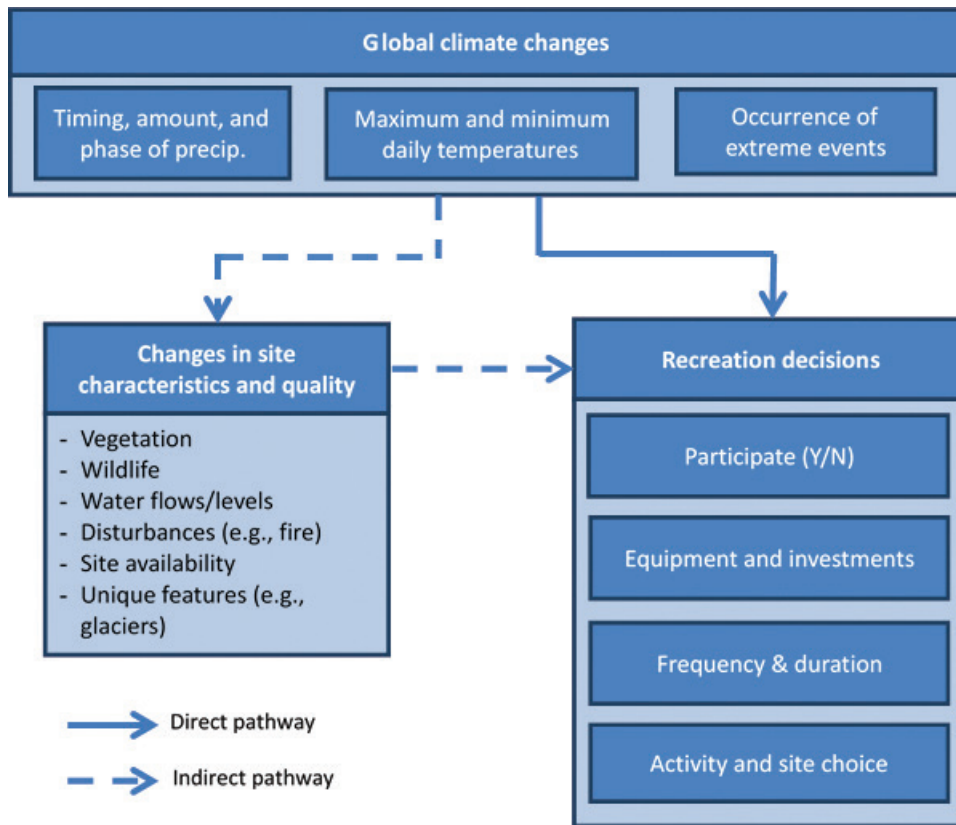 Global climate changes
Timing, amount, and
phase of precip.
Maximum and minimum
daily temperatures
Occurrence of
extreme events
Changes in site
characteristics and quality
- Vegetation
- Wildlife
- Water flows/levels
- Disturbances (e.g., fire)
- Site availability
- Unique features (e.g.,
glaciers)
Recreation decisions
Participate (Y/N)
Equipment and investments
Frequency & duration
Activity and site choice
Direct pathway
Indirect pathway